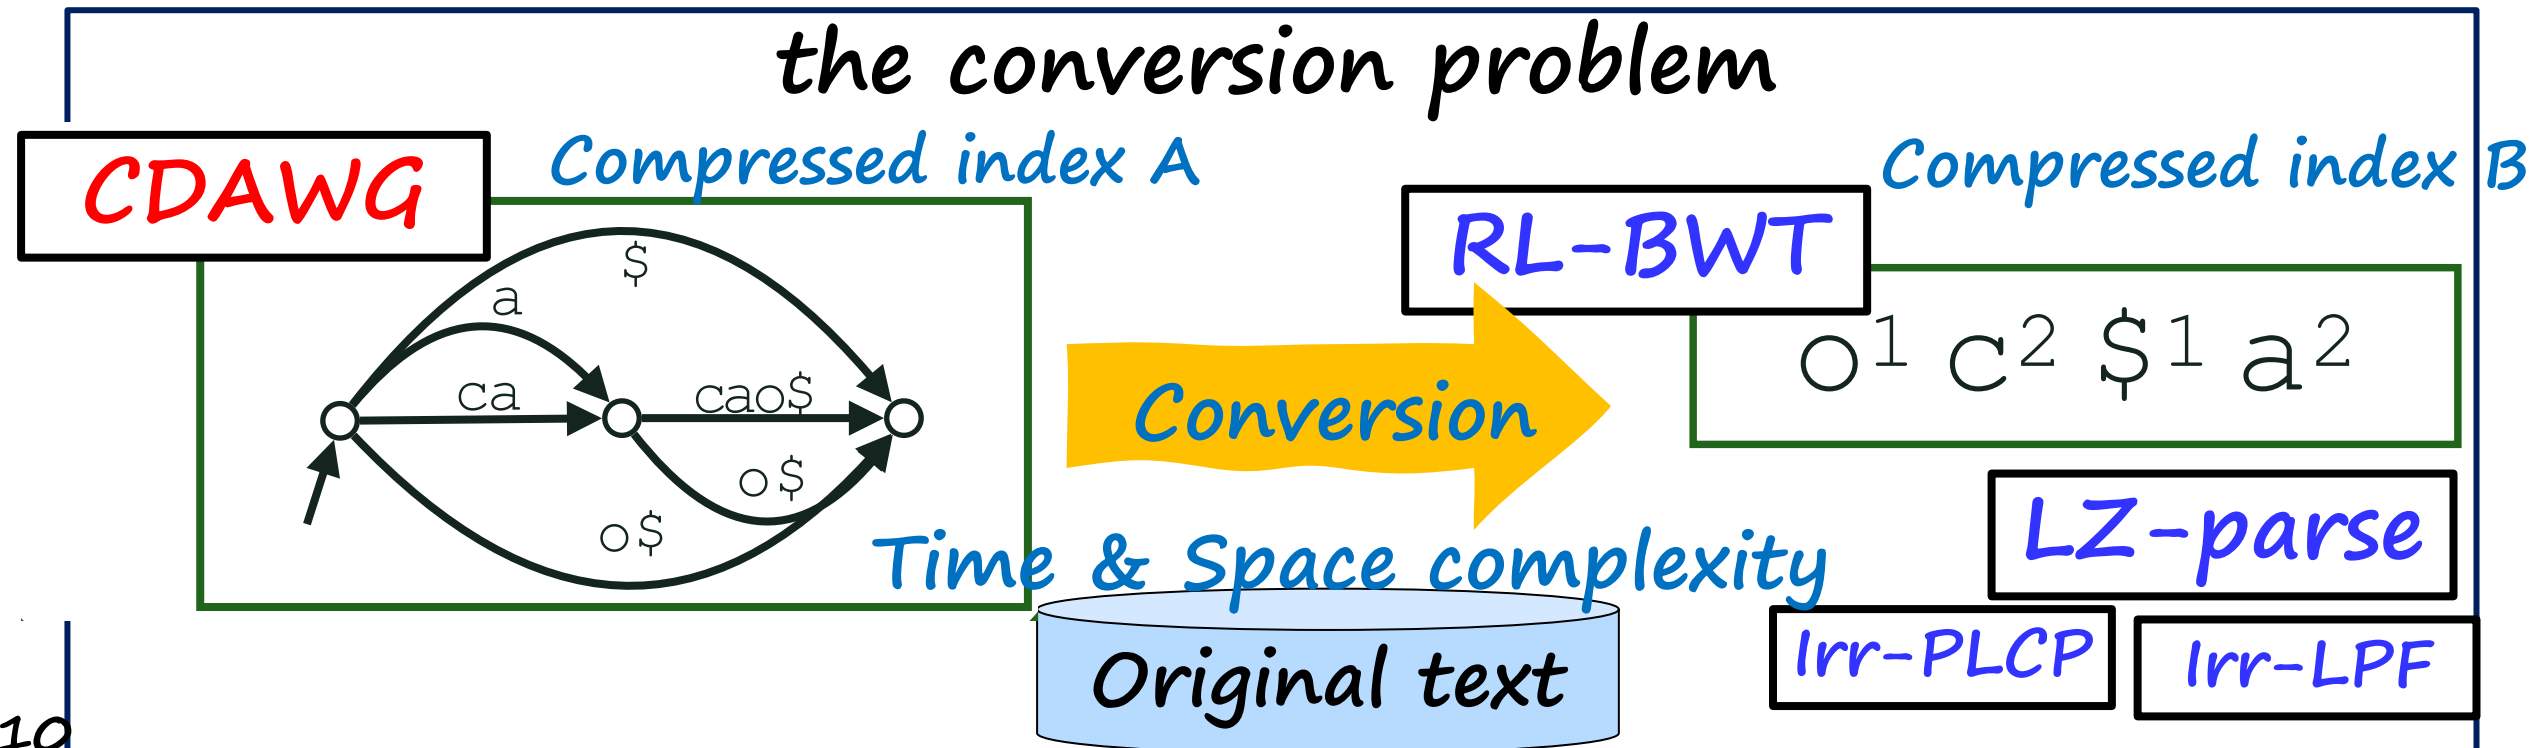 the conversion problem
CDAWG
Compressed index A
Compressed index B
$
a
ca
cao$
o$
o$
Conversion
RL-BWT
o1 c2 $1 a2
LZ-parse
Time & Space complexity
Irr-PLCP
Irr-LPF
Original text
10